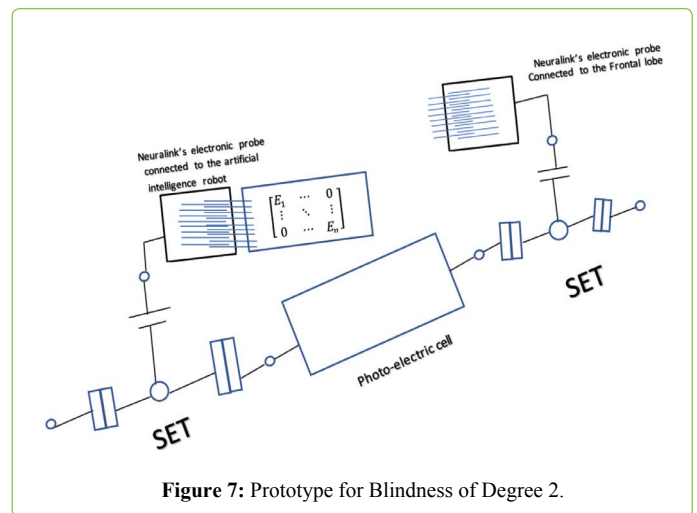 Neuralink's electronic probe
Connected to the Frontal lobe
Neuralink's electronic probe
connected to the artificial
intelligence robot
[E₁ ⋯ 0]
[⋮ ⋱ ⋮]
[0 ⋯ Eₙ]
SET
Photo-electric cell
SET
Figure 7: Prototype for Blindness of Degree 2.